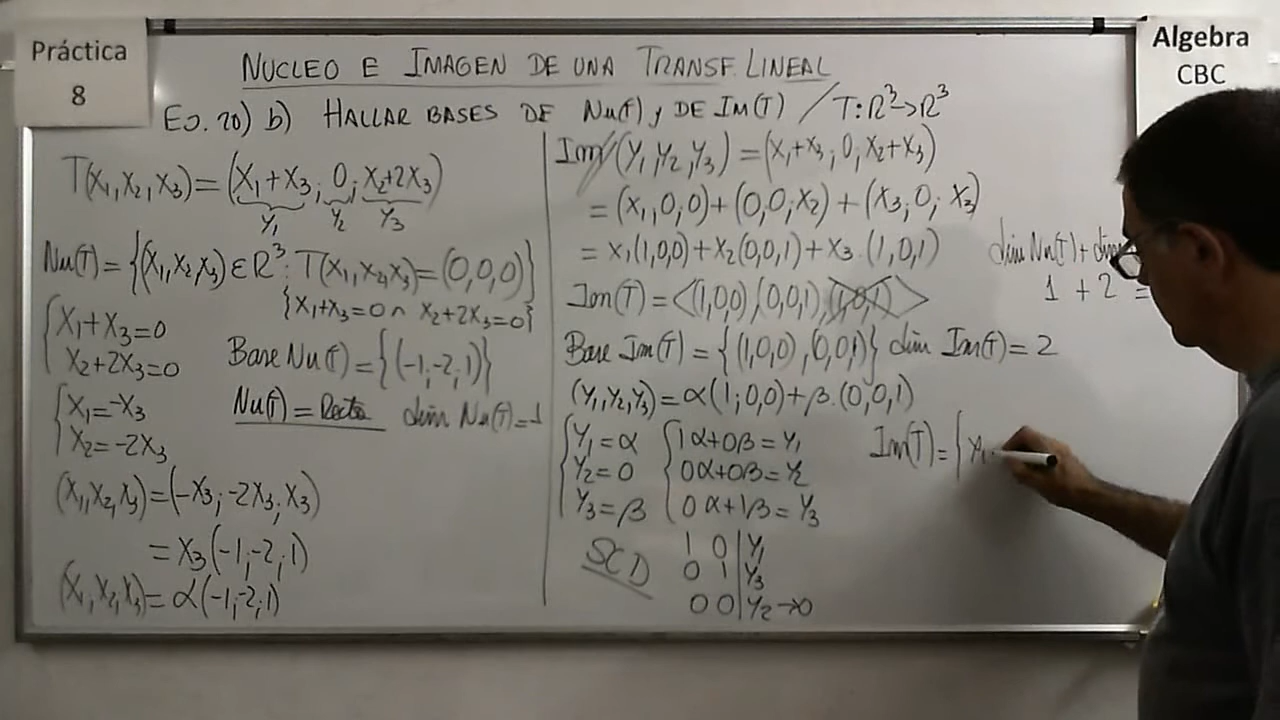 Práctica
8
Algebra
CBC
NUCLEO E IMAGEN DE UNA TRANSF. LINEAL
EJ. 20) b) HALLAR BASES DE Nu(T) y DE Im(T) / T: R³→R³
T(X₁,X₂,X₃)=(X₁+X₃; 0; X₂+2X₃)
Y₁ Y₂ Y₃
Nu(T)={(X₁,X₂,X₃)∈R³: T(X₁,X₂,X₃)=(0,0,0)}
{X₁+X₃=0 ∩ X₂+2X₃=0}
{X₁+X₃=0
X₂+2X₃=0
Base Nu(T)={(-1;-2;1)}
{X₁=-X₃
X₂=-2X₃
Nu(T)=Recta dim Nu(T)=1
(X₁,X₂,X₃)=(-X₃;-2X₃;X₃)
=X₃(-1;-2;1)
(X₁,X₂,X₃)=α(-1;-2;1)
Im/(Y₁,Y₂,Y₃)=(X₁+X₃; 0; X₂+X₃)
=(X₁,0;0)+(0;0;X₂)+(X₃;0;X₃)
=X₁(1,0,0)+X₂(0,0,1)+X₃.(1,0,1)
Im(T)=<(1,0,0),(0,0,1),(1,0,1)>
Base Im(T)={(1,0,0),(0,0,1)} dim Im(T)=2
(Y₁,Y₂,Y₃)=α(1;0,0)+β.(0,0,1)
{Y₁=α {1α+0β=Y₁
Y₂=0 0α+0β=Y₂
Y₃=β 0α+1β=Y₃
SCD
1 0|Y₁
0 1|Y₃
0 0|Y₂→0
dim Nu(T)+dim
1 + 2 =
Im(T)={